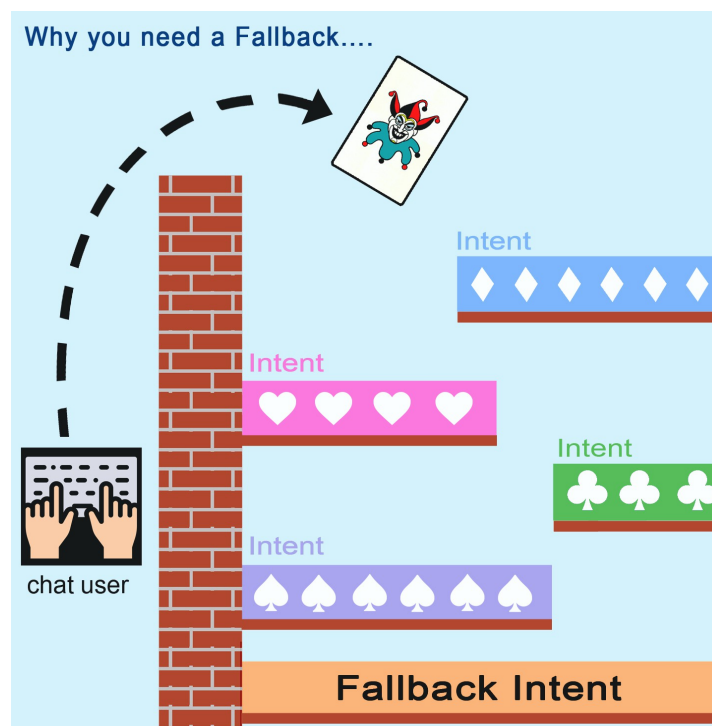 Why you need a Fallback....
Intent
Intent
Intent
Intent
chat user
Fallback Intent